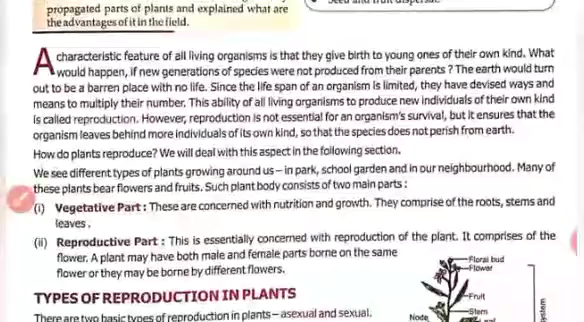 propagated parts of plants and explained what are
the advantages of it in the field.
A characteristic feature of all living organisms is that they give birth to young ones of their own kind. What
would happen, if new generations of species were not produced from their parents ? The earth would turn
out to be a barren place with no life. Since the life span of an organism is limited, they have devised ways and
means to multiply their number. This ability of all living organisms to produce new individuals of their own kind
is called reproduction. However, reproduction is not essential for an organism's survival, but it ensures that the
organism leaves behind more individuals of its own kind, so that the species does not perish from earth.
How do plants reproduce? We will deal with this aspect in the following section.
We see different types of plants growing around us – in park, school garden and in our neighbourhood. Many of
these plants bear flowers and fruits. Such plant body consists of two main parts :
(i) Vegetative Part : These are concerned with nutrition and growth. They comprise of the roots, stems and
leaves .
(ii) Reproductive Part : This is essentially concerned with reproduction of the plant. It comprises of the
flower. A plant may have both male and female parts borne on the same
flower or they may be borne by different flowers.
Floral bud
Flower
Fruit
Stem
Node
TYPES OF REPRODUCTION IN PLANTS
There are two basic types of reproduction in plants – asexual and sexual.